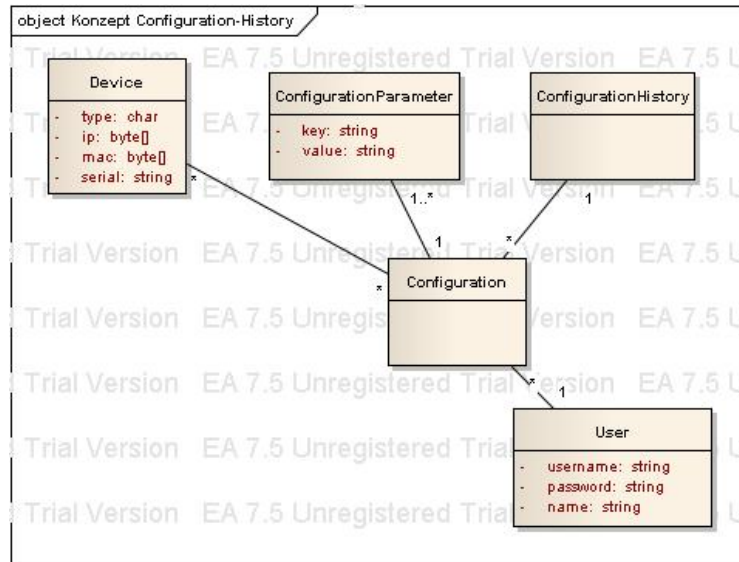 object Konzept Configuration-History
Trial Version EA 7.5 Unregistered Trial Version EA 7.5 U
Device
- type: char
- ip: byte[]
- mac: byte[]
- serial: string
ConfigurationParameter
- key: string
- value: string
ConfigurationHistory
*
1..*
1
1
*
*
Configuration
Trial Version EA 7.5 Unregistered Trial Version EA 7.5 U
*
1
User
- username: string
- password: string
- name: string
Trial Version EA 7.5 Unregistered Trial
Trial Version EA 7.5 Unregistered Trial